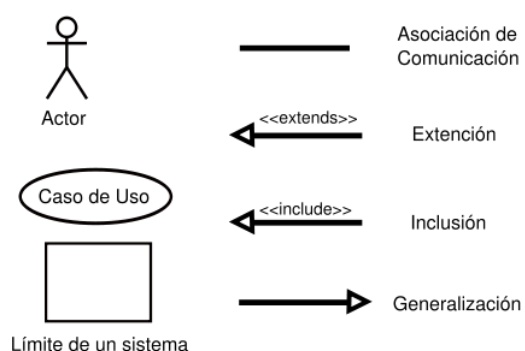 Asociación de
Comunicación
Actor
<<extends>>
Extención
Caso de Uso
<<include>>
Inclusión
Generalización
Límite de un sistema